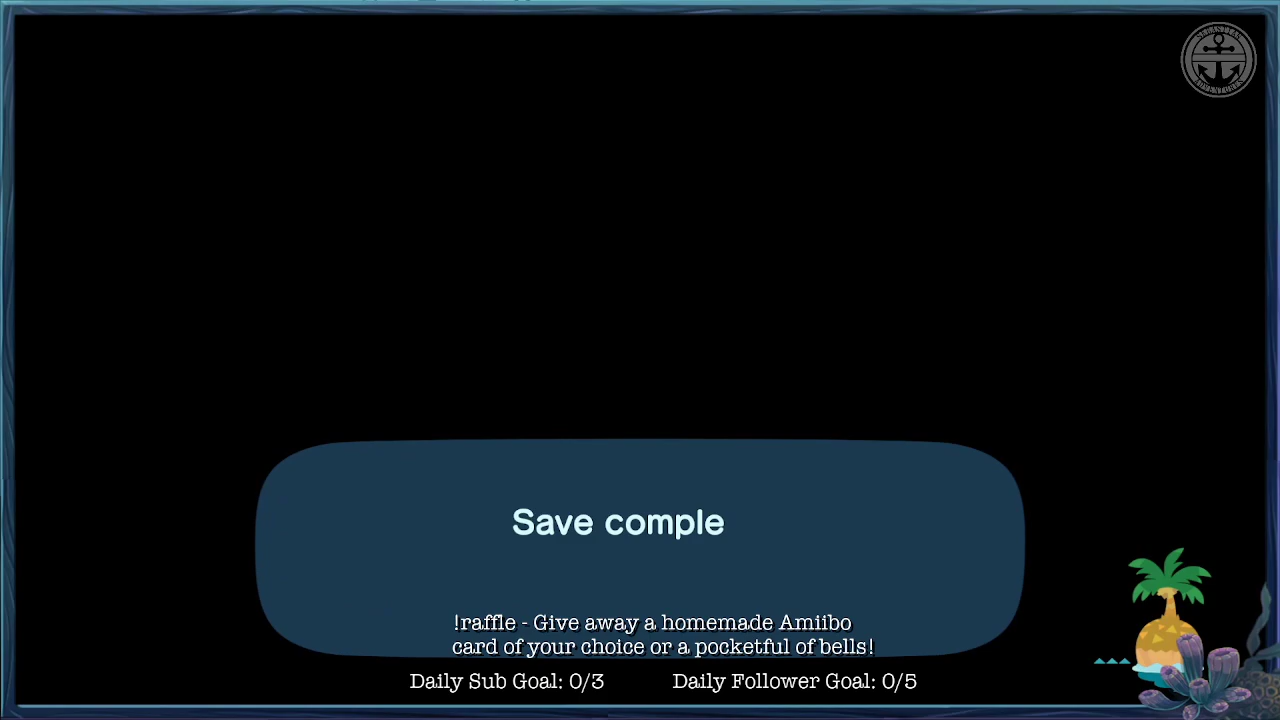 Save comple
!raffle - Give away a homemade Amiibo
card of your choice or a pocketful of bells!
Daily Sub Goal: 0/3 Daily Follower Goal: 0/5